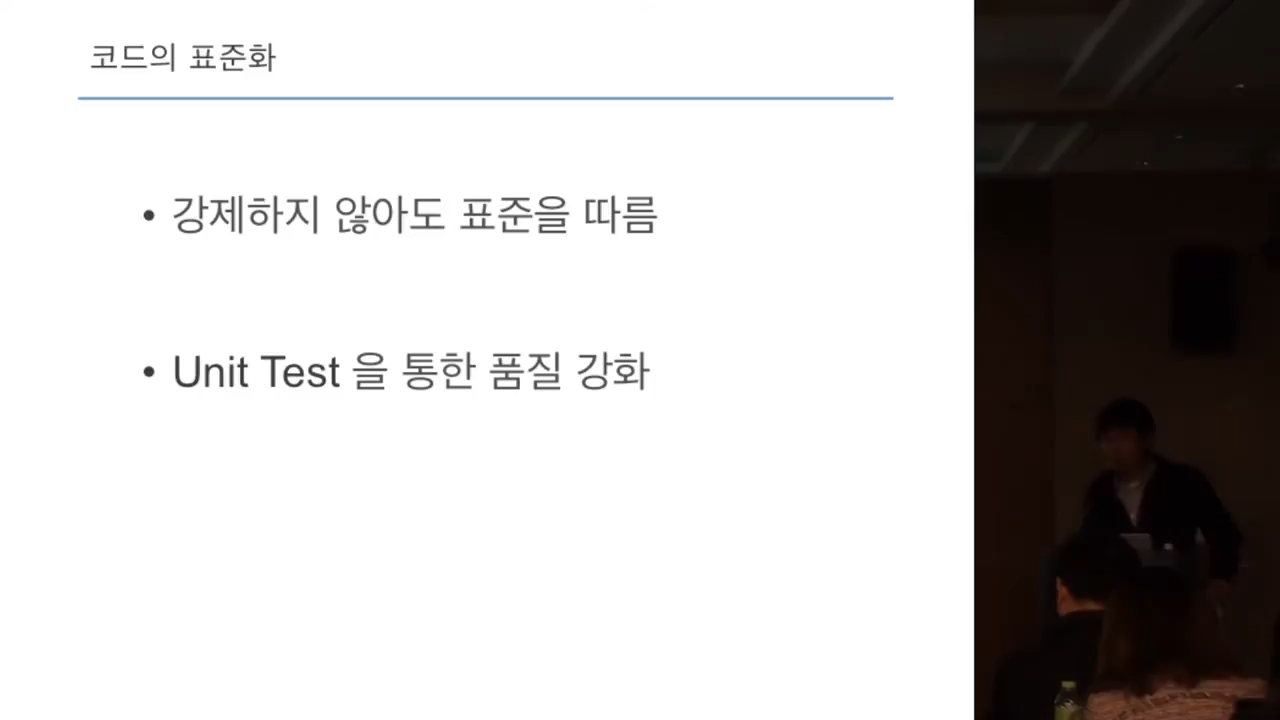 코드의 표준화
• 강제하지 않아도 표준을 따름
• Unit Test 을 통한 품질 강화